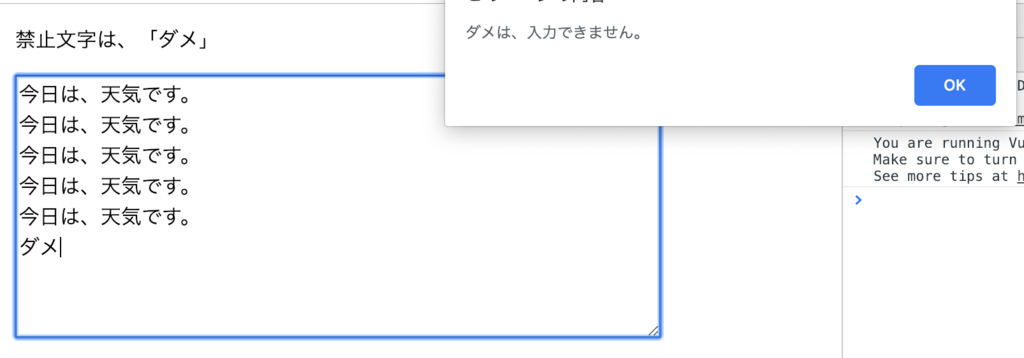 禁止文字は、「ダメ」
ダメは、入力できません。
OK
今日は、天気です。
今日は、天気です。
今日は、天気です。
今日は、天気です。
今日は、天気です。
ダメ
You are running Vu
Make sure to turn
See more tips at h